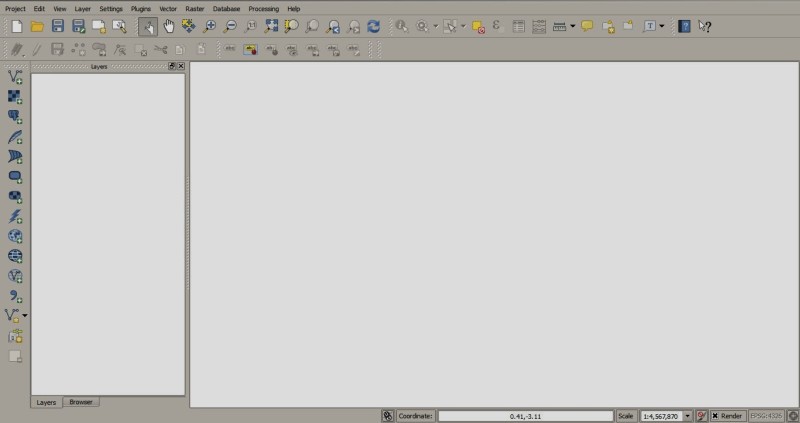 Project Edit View Layer Settings Plugins Vector Raster Database Processing Help
Layers
Layers Browser
Coordinate: 0.41,-3.11 Scale 1:4,567,870 Render EPSG:4326